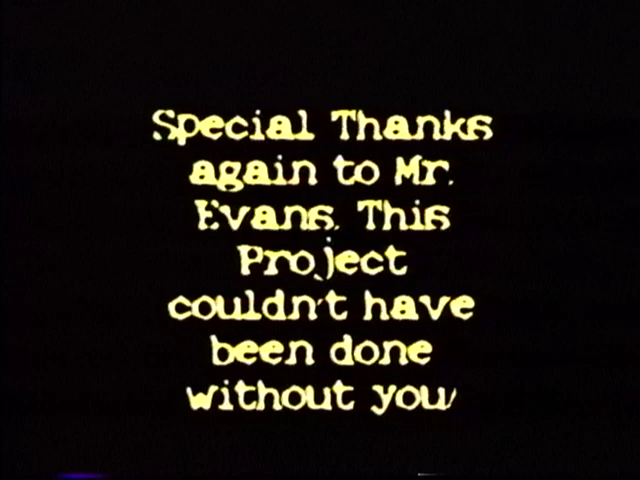 Special Thanks
again to Mr.
Evans. This
Project
couldn't have
been done
without you